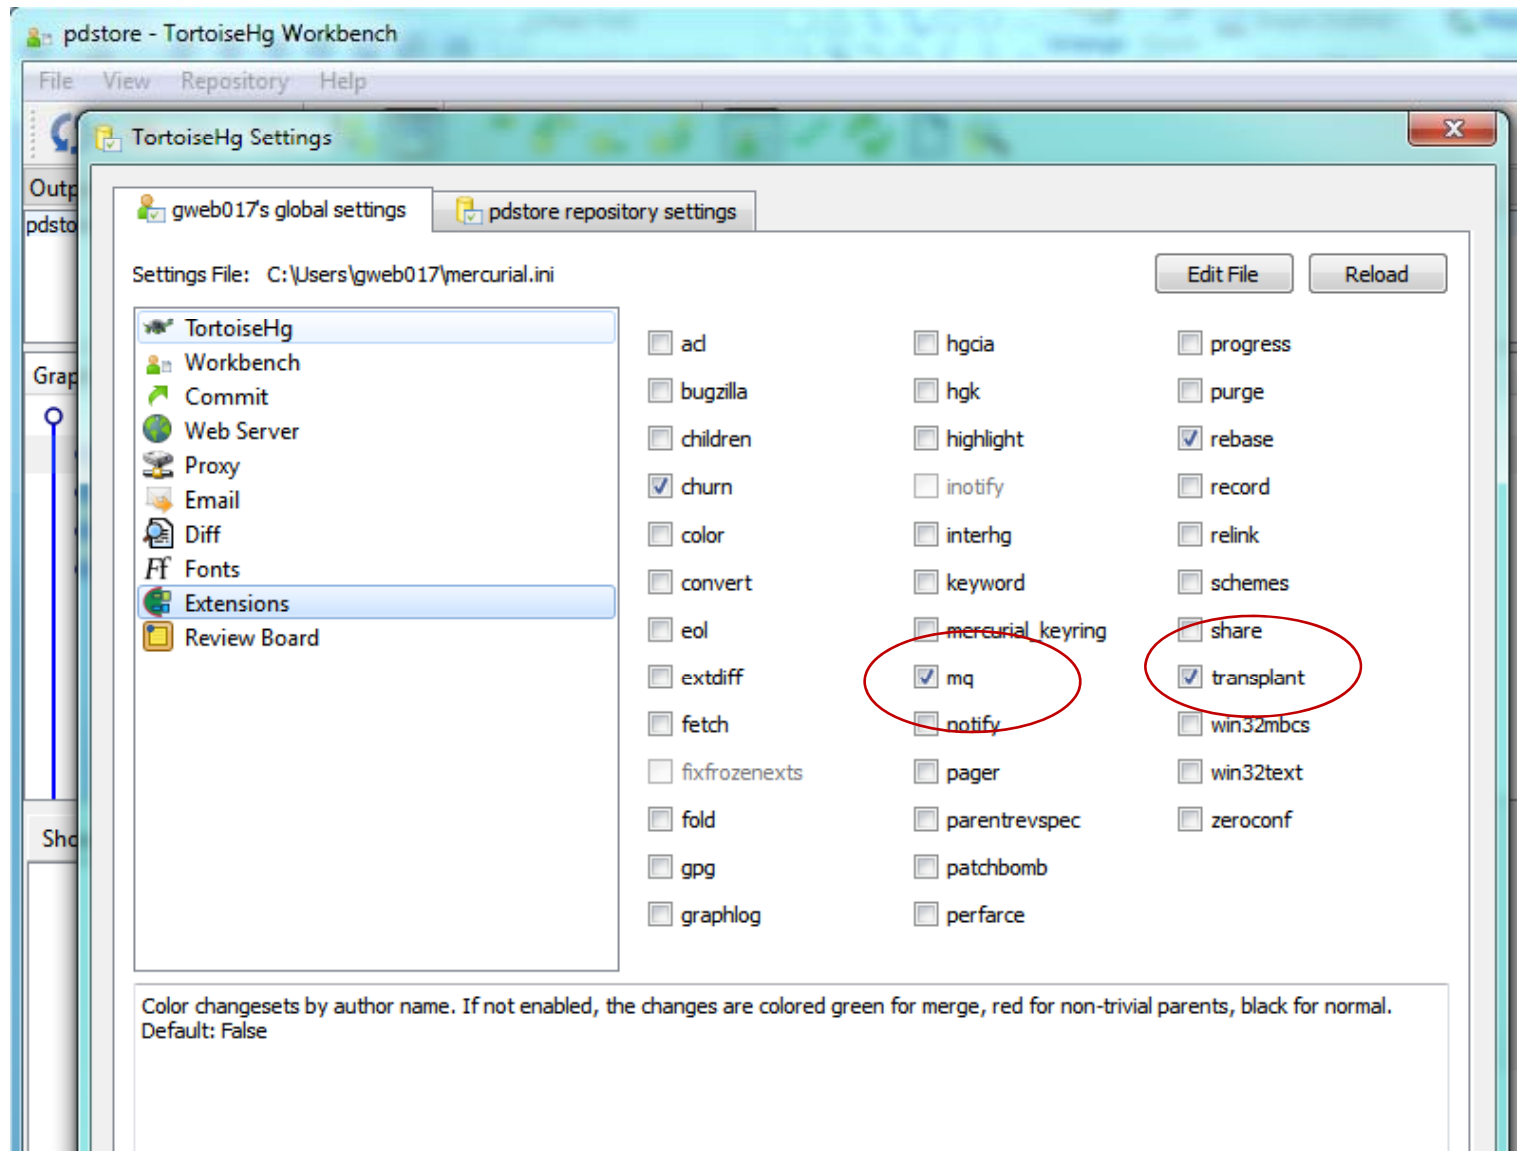 pdstore - TortoiseHg Workbench
File View Repository Help
TortoiseHg Settings
Outp
pdsto
Grap
Sho
gweb017's global settings
pdstore repository settings
Settings File: C:\Users\gweb017\mercurial.ini
Edit File
Reload
TortoiseHg
Workbench
Commit
Web Server
Proxy
Email
Diff
Ff Fonts
Extensions
Review Board
acl
bugzilla
children
churn
color
convert
eol
extdiff
fetch
fixfrozenexts
fold
gpg
graphlog
hgcia
hgk
highlight
inotify
interhg
keyword
mercurial_keyring
mq
notify
pager
parentrevspec
patchbomb
perfarce
progress
purge
rebase
record
relink
schemes
share
transplant
win32mbcs
win32text
zeroconf
Color changesets by author name. If not enabled, the changes are colored green for merge, red for non-trivial parents, black for normal.
Default: False